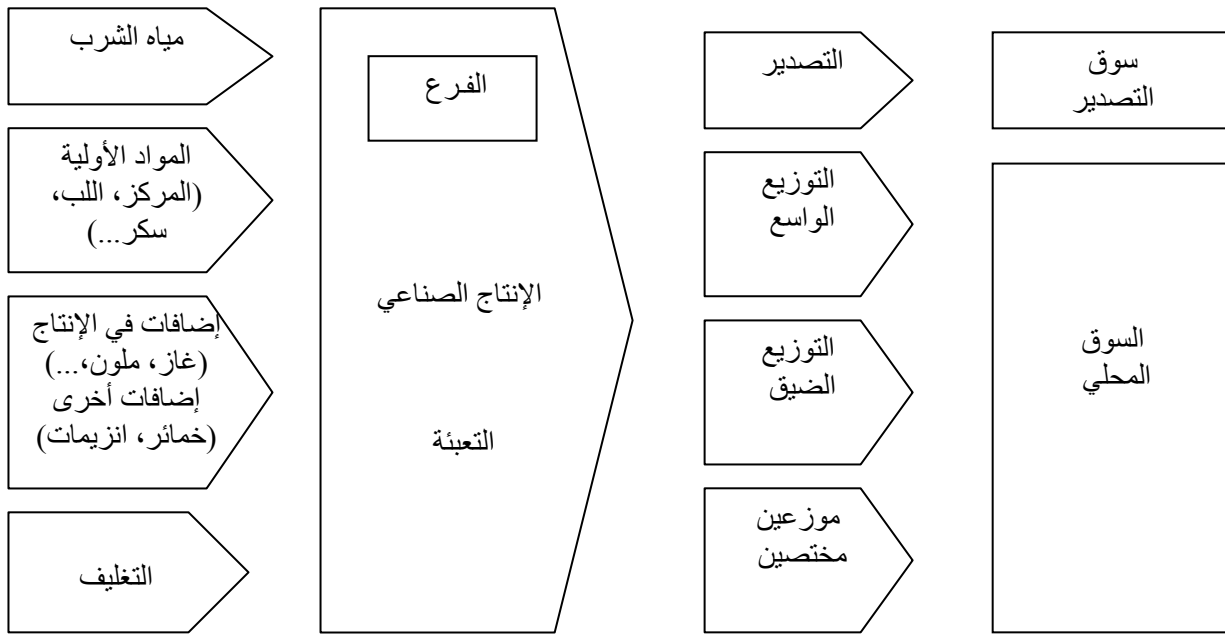 مياه الشرب
المواد الأولية
(المركز، اللب،
سكر...)
إضافات في الإنتاج
(غاز، ملون،...)
إضافات أخرى
(خمائر، انزيمات)
التغليف
الفرع
الإنتاج الصناعي
التعبئة
التصدير
التوزيع
الواسع
التوزيع
الضيق
موزعين
مختصين
سوق
التصدير
السوق
المحلي